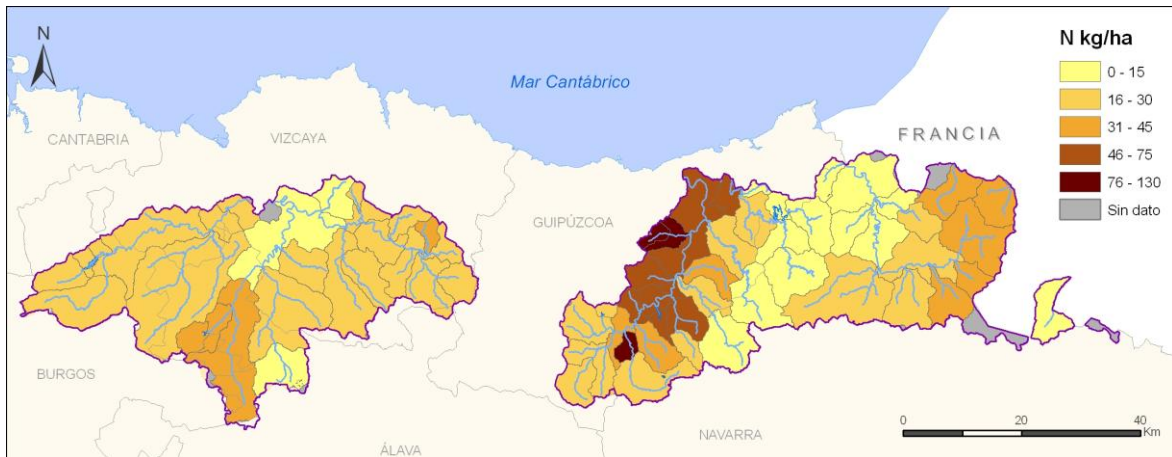 N
Mar Cantábrico
CANTABRIA
VIZCAYA
GUIPÚZCOA
FRANCIA
BURGOS
ÁLAVA
NAVARRA
N kg/ha
0 - 15
16 - 30
31 - 45
46 - 75
76 - 130
Sin dato
0 20 40
Km